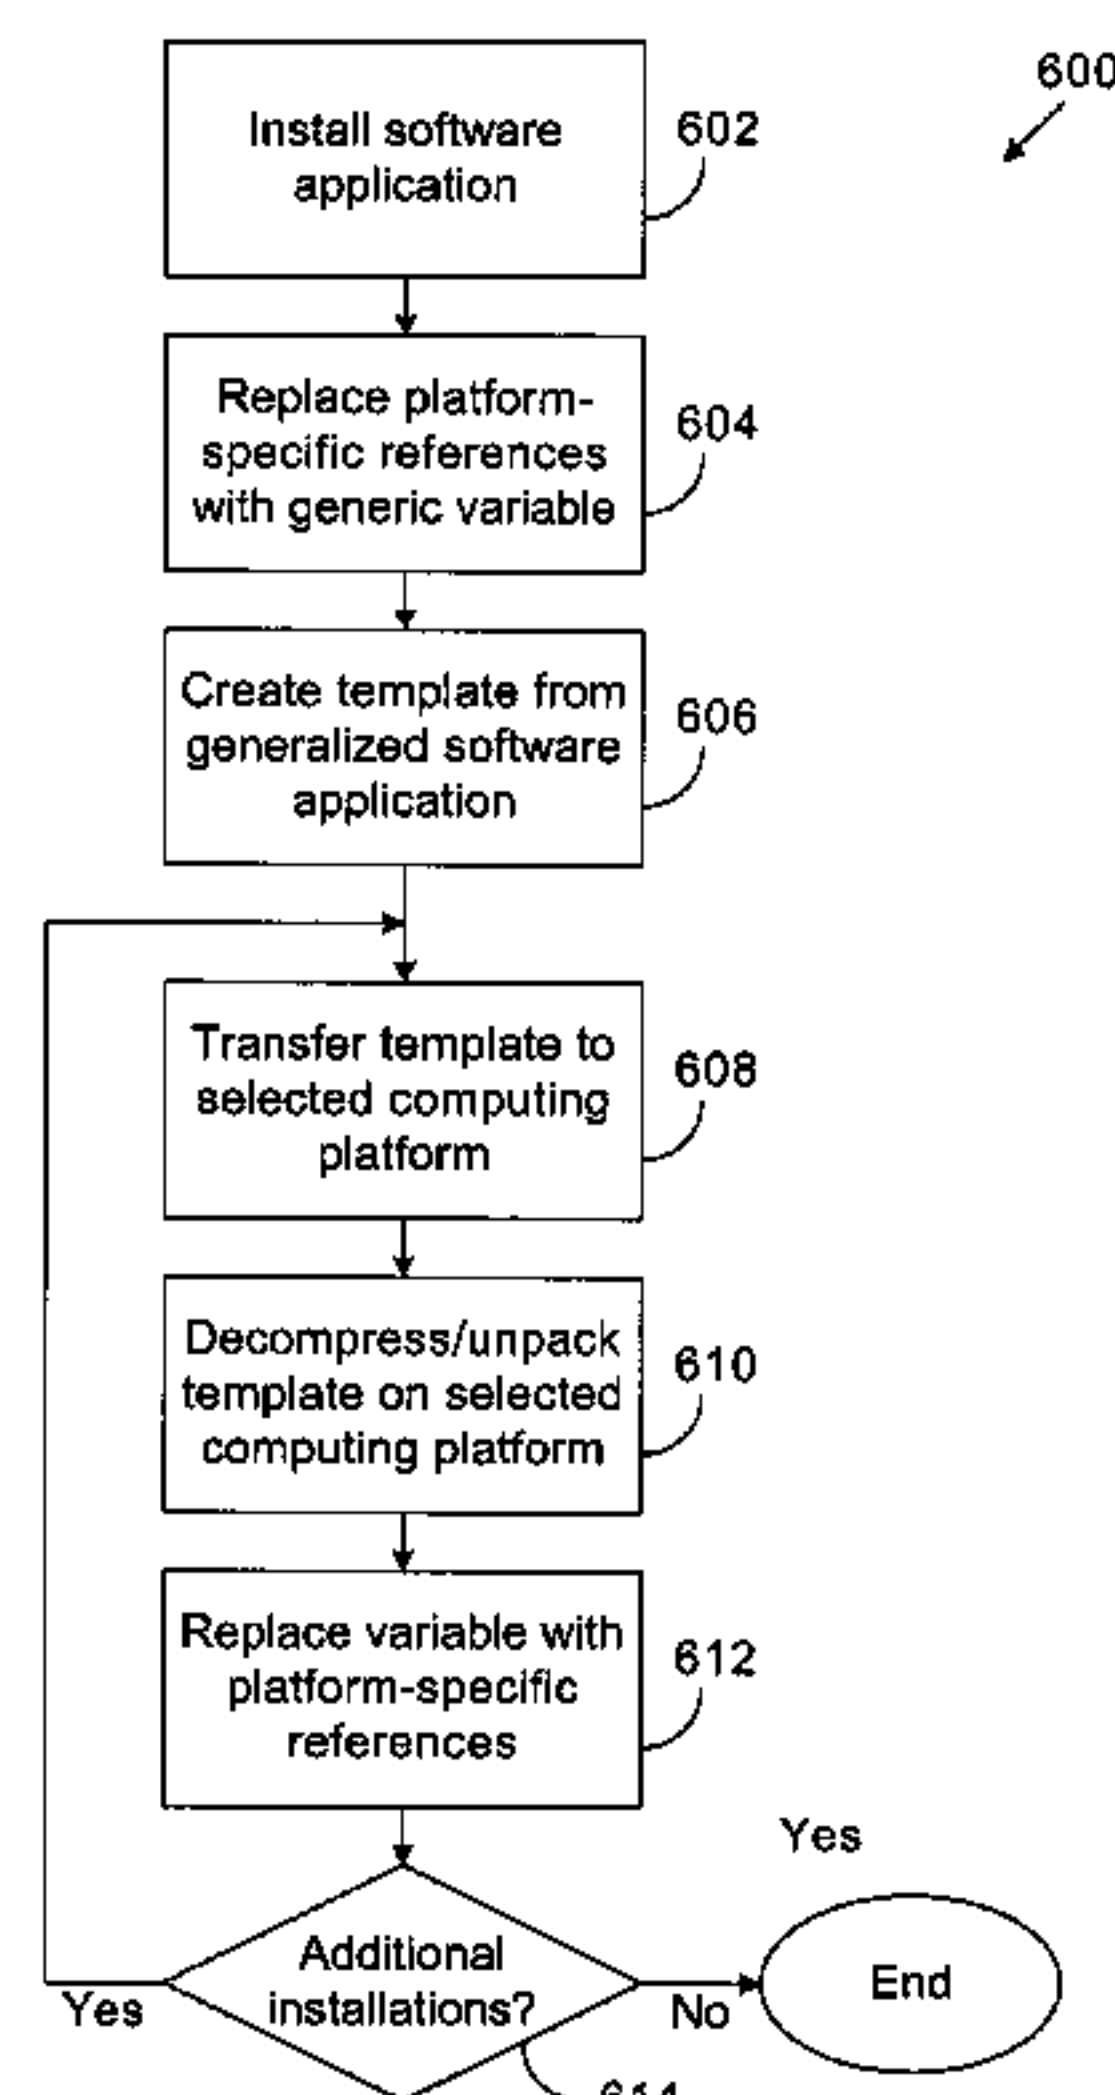 600
Install software
application
602
Replace platform-
specific references
with generic variable
604
Create template from
generalized software
application
606
Transfer template to
selected computing
platform
608
Decompress/unpack
template on selected
computing platform
610
Replace variable with
platform-specific
references
612
Yes
Additional
installations?
Yes
No
End
614